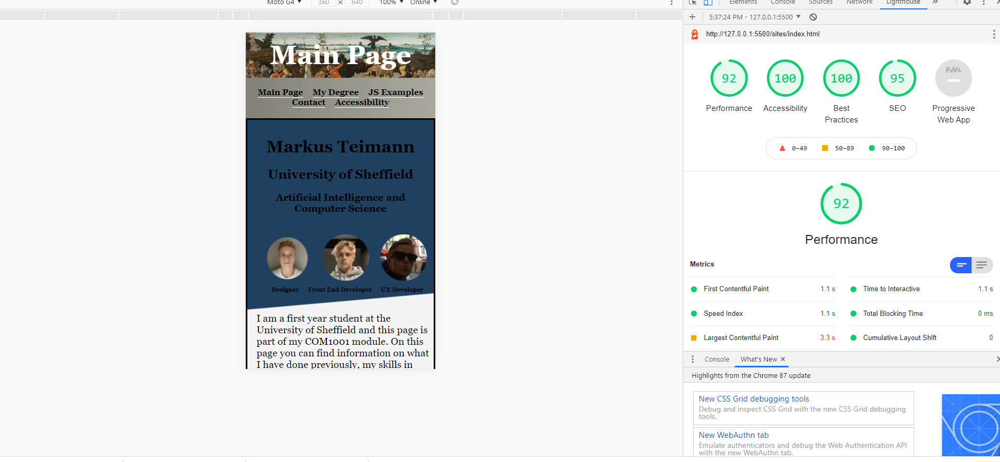 Moto G4 360 × 640 100% Online
Elements Console Sources Network Lighthouse
5:37:24 PM - 127.0.0.1:5500
http://127.0.0.1:5500/sites/index.html
Main Page
Main Page My Degree JS Examples
Contact Accessibility
Markus Teimann
University of Sheffield
Artificial Intelligence and
Computer Science
Designer Front End Developer UX Developer
I am a first year student at the
University of Sheffield and this page is
part of my COM1001 module. On this
page you can find information on what
I have done previously, my skills in
92 100 100 95 PWA
Performance Accessibility Best Practices SEO Progressive Web App
0–49 50–89 90–100
92
Performance
Metrics
First Contentful Paint 1.1 s Time to Interactive 1.1 s
Speed Index 1.1 s Total Blocking Time 0 ms
Largest Contentful Paint 3.3 s Cumulative Layout Shift 0
Console What's New ×
Highlights from the Chrome 87 update
New CSS Grid debugging tools
Debug and inspect CSS Grid with the new CSS Grid debugging
tools.
New WebAuthn tab
Emulate authenticators and debug the Web Authentication API
with the new WebAuthn tab.